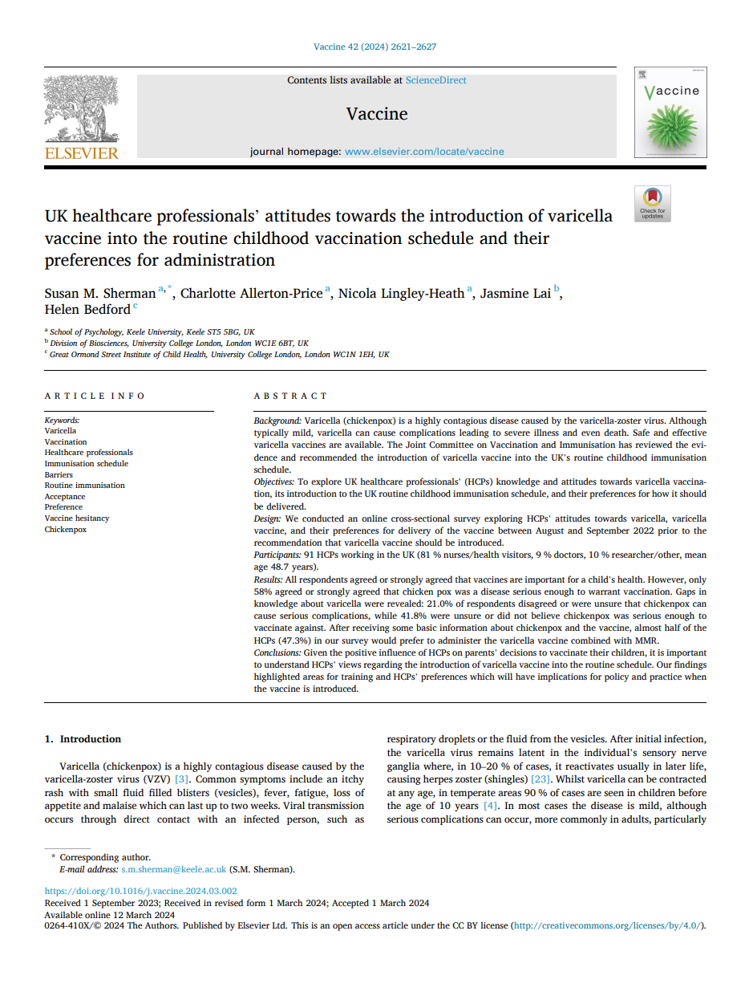 Vaccine 42 (2024) 2621–2627
Contents lists available at ScienceDirect
Vaccine
journal homepage: www.elsevier.com/locate/vaccine
ELSEVIER
Vaccine
Check for
updates
UK healthcare professionals’ attitudes towards the introduction of varicella
vaccine into the routine childhood vaccination schedule and their
preferences for administration
Susan M. Sherman a,*, Charlotte Allerton-Price a, Nicola Lingley-Heath a, Jasmine Lai b,
Helen Bedford c
a School of Psychology, Keele University, Keele ST5 5BG, UK
b Division of Biosciences, University College London, London WC1E 6BT, UK
c Great Ormond Street Institute of Child Health, University College London, London WC1N 1EH, UK
ARTICLE INFO
Keywords:
Varicella
Vaccination
Healthcare professionals
Immunisation schedule
Barriers
Routine immunisation
Acceptance
Preference
Vaccine hesitancy
Chickenpox
ABSTRACT
Background: Varicella (chickenpox) is a highly contagious disease caused by the varicella-zoster virus. Although
typically mild, varicella can cause complications leading to severe illness and even death. Safe and effective
varicella vaccines are available. The Joint Committee on Vaccination and Immunisation has reviewed the evi-
dence and recommended the introduction of varicella vaccine into the UK’s routine childhood immunisation
schedule.
Objectives: To explore UK healthcare professionals’ (HCPs) knowledge and attitudes towards varicella vaccina-
tion, its introduction to the UK routine childhood immunisation schedule, and their preferences for how it should
be delivered.
Design: We conducted an online cross-sectional survey exploring HCPs’ attitudes towards varicella, varicella
vaccine, and their preferences for delivery of the vaccine between August and September 2022 prior to the
recommendation that varicella vaccine should be introduced.
Participants: 91 HCPs working in the UK (81 % nurses/health visitors, 9 % doctors, 10 % researcher/other, mean
age 48.7 years).
Results: All respondents agreed or strongly agreed that vaccines are important for a child’s health. However, only
58% agreed or strongly agreed that chicken pox was a disease serious enough to warrant vaccination. Gaps in
knowledge about varicella were revealed: 21.0% of respondents disagreed or were unsure that chickenpox can
cause serious complications, while 41.8% were unsure or did not believe chickenpox was serious enough to
vaccinate against. After receiving some basic information about chickenpox and the vaccine, almost half of the
HCPs (47.3%) in our survey would prefer to administer the varicella vaccine combined with MMR.
Conclusions: Given the positive influence of HCPs on parents’ decisions to vaccinate their children, it is important
to understand HCPs’ views regarding the introduction of varicella vaccine into the routine schedule. Our findings
highlighted areas for training and HCPs’ preferences which will have implications for policy and practice when
the vaccine is introduced.
1. Introduction
Varicella (chickenpox) is a highly contagious disease caused by the
varicella-zoster virus (VZV) [3]. Common symptoms include an itchy
rash with small fluid filled blisters (vesicles), fever, fatigue, loss of
appetite and malaise which can last up to two weeks. Viral transmission
occurs through direct contact with an infected person, such as
respiratory droplets or the fluid from the vesicles. After initial infection,
the varicella virus remains latent in the individual’s sensory nerve
ganglia where, in 10–20 % of cases, it reactivates usually in later life,
causing herpes zoster (shingles) [23]. Whilst varicella can be contracted
at any age, in temperate areas 90 % of cases are seen in children before
the age of 10 years [4]. In most cases the disease is mild, although
serious complications can occur, more commonly in adults, particularly
* Corresponding author.
E-mail address: s.m.sherman@keele.ac.uk (S.M. Sherman).
https://doi.org/10.1016/j.vaccine.2024.03.002
Received 1 September 2023; Received in revised form 1 March 2024; Accepted 1 March 2024
Available online 12 March 2024
0264-410X/© 2024 The Authors. Published by Elsevier Ltd. This is an open access article under the CC BY license (http://creativecommons.org/licenses/by/4.0/).